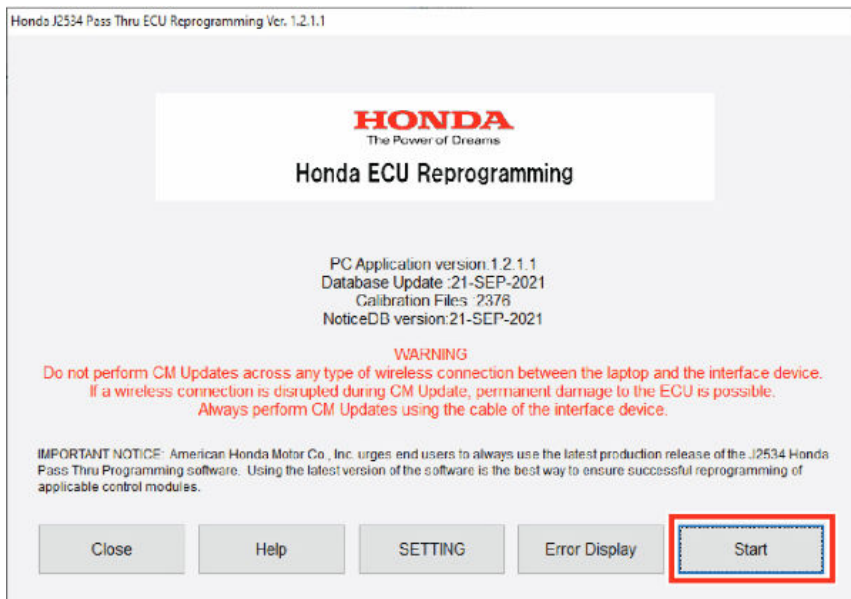 Honda J2534 Pass Thru ECU Reprogramming Ver. 1.2.1.1
HONDA
The Power of Dreams
Honda ECU Reprogramming
PC Application version:1.2.1.1
Database Update :21-SEP-2021
Calibration Files :2376
NoticeDB version:21-SEP-2021
WARNING
Do not perform CM Updates across any type of wireless connection between the laptop and the interface device.
If a wireless connection is disrupted during CM Update, permanent damage to the ECU is possible.
Always perform CM Updates using the cable of the interface device.
IMPORTANT NOTICE: American Honda Motor Co., Inc. urges end users to always use the latest production release of the J2534 Honda
Pass Thru Programming software. Using the latest version of the software is the best way to ensure successful reprogramming of
applicable control modules.
Close Help SETTING Error Display Start